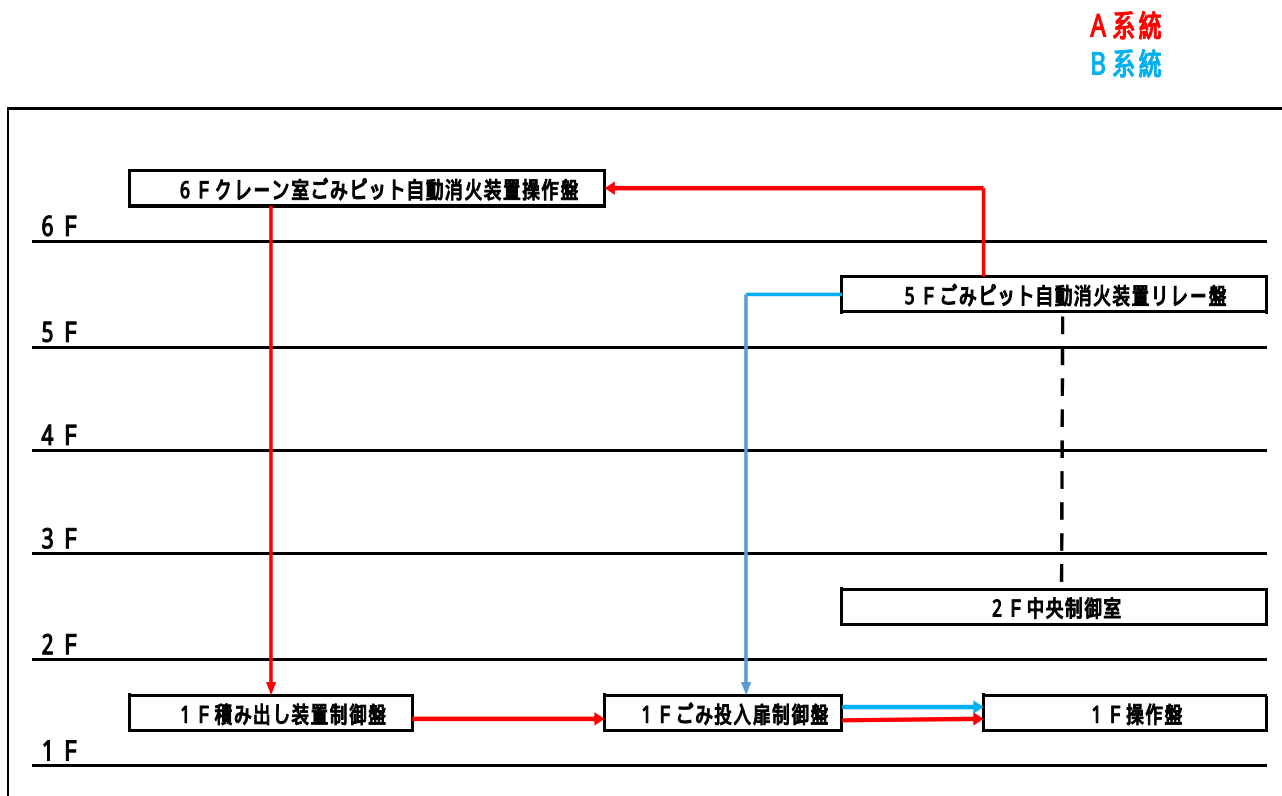 A系統
B系統
6Fクレーン室ごみピット自動消火装置操作盤
6F
5Fごみピット自動消火装置リレー盤
5F
4F
3F
2F中央制御室
2F
1F積み出し装置制御盤
1Fごみ投入扉制御盤
1F操作盤
1F